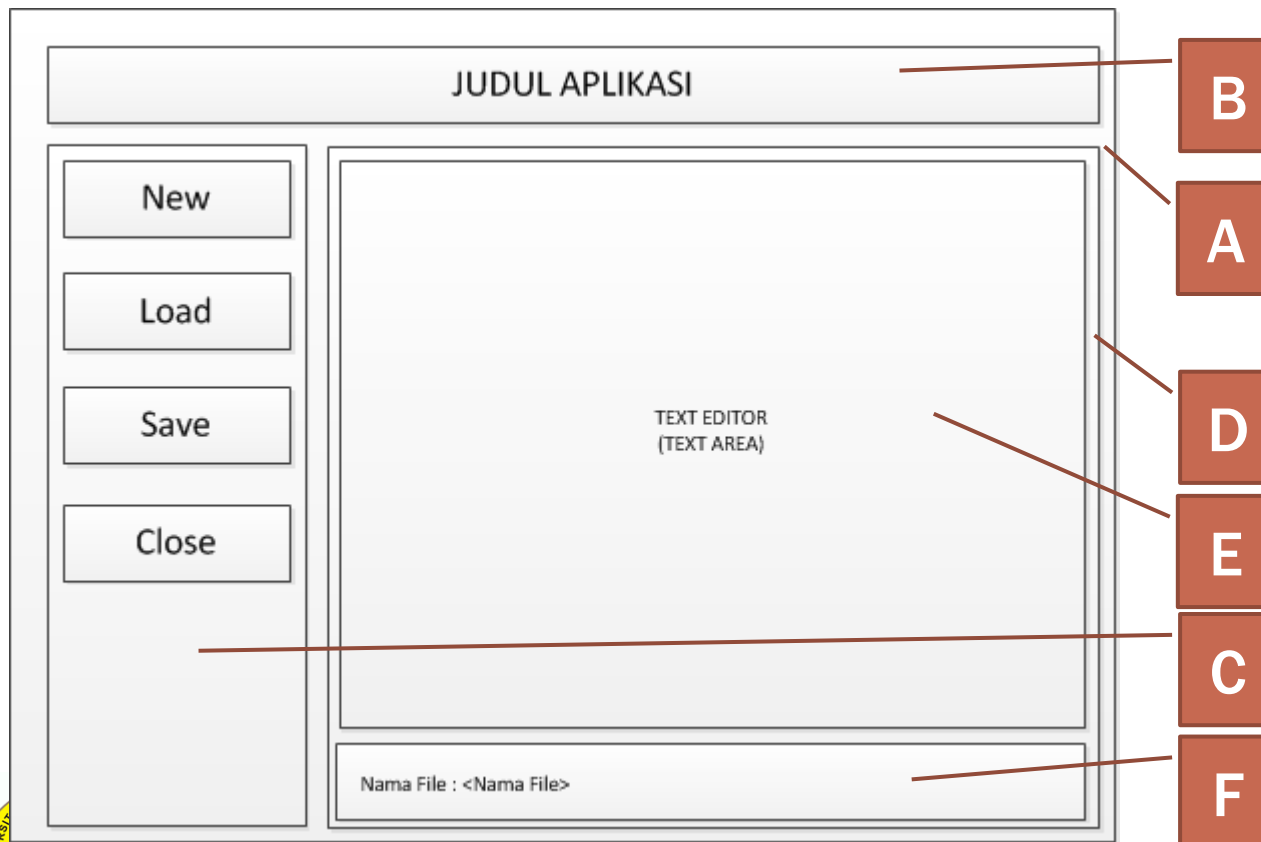 JUDUL APLIKASI
B
A
New
Load
Save
Close
TEXT EDITOR
(TEXT AREA)
D
E
C
Nama File : <Nama File>
F